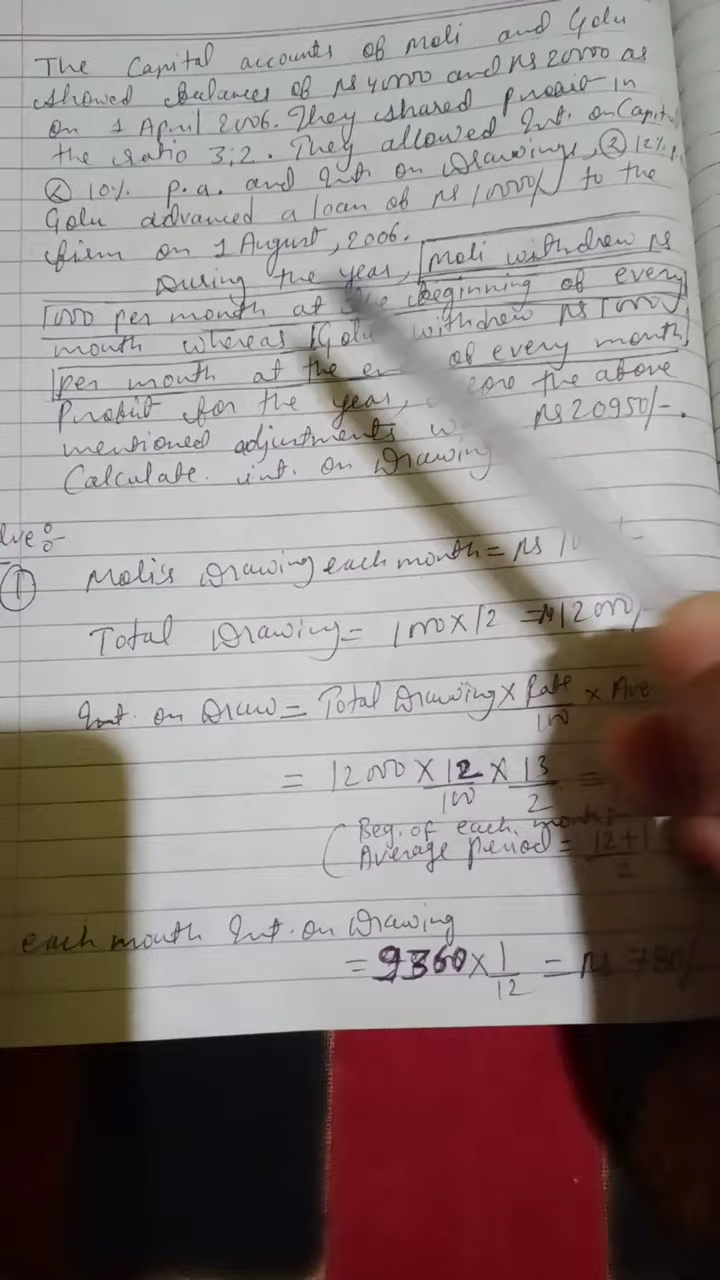 The Capital accounts of Moli and Golu
showed Balances of Rs 40000 and Rs 20000 as
on 1 April 2006. They shared Profit in
the ratio 3:2. They allowed Int. on Capit
@ 10% p.a. and Int on Drawings, @ 12% p
Golu advanced a loan of Rs 10000/ to the
firm on 1 August, 2006.
During the year, Moli withdrew Rs
1000 per month at the beginning of every
month whereas Golu withdrew Rs 1000
per month at the of every month
Profit for the year, the above
mentioned adjustments Rs 20950/-.
Calculate int. on Drawing
lve:-
① Moli's Drawing each month = Rs
Total Drawing = 1000 x 12 = Rs 12000/-
Int. on Draw = Total Drawing x Rate/100 x Ave
= 12000 x 12/100 x 13/2 =
(Beg. of each month:
Average period = 12+1/2
each month Int. on Drawing
= 9360 x 1/12 = Rs 780/-